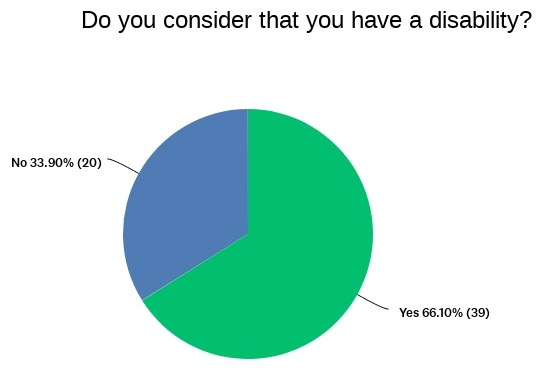 Do you consider that you have a disability?
No 33.90% (20)
Yes 66.10% (39)